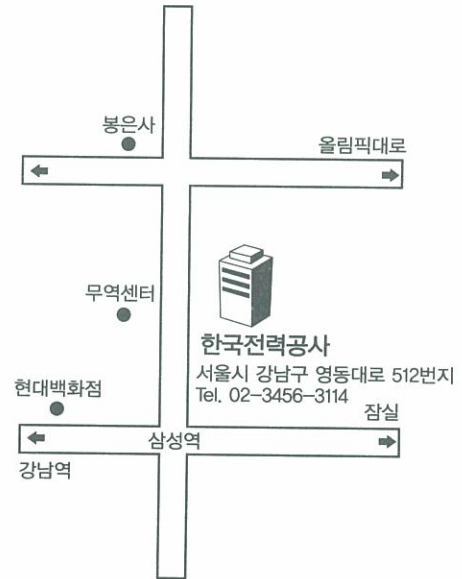 봉은사
올림픽대로
무역센터
한국전력공사
서울시 강남구 영동대로 512번지
Tel. 02-3456-3114
현대백화점
잠실
삼성역
강남역